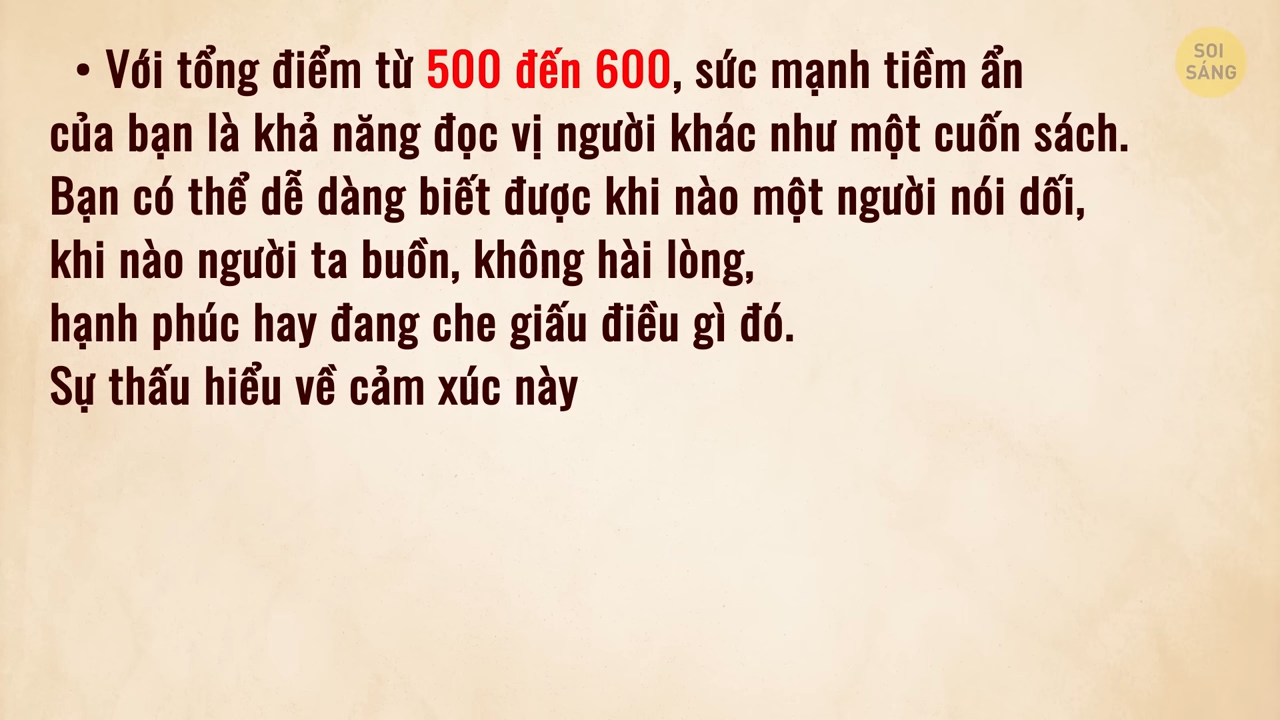 • Với tổng điểm từ 500 đến 600, sức mạnh tiềm ẩn
của bạn là khả năng đọc vị người khác như một cuốn sách.
Bạn có thể dễ dàng biết được khi nào một người nói dối,
khi nào người ta buồn, không hài lòng,
hạnh phúc hay đang che giấu điều gì đó.
Sự thấu hiểu về cảm xúc này
SOI
SÁNG